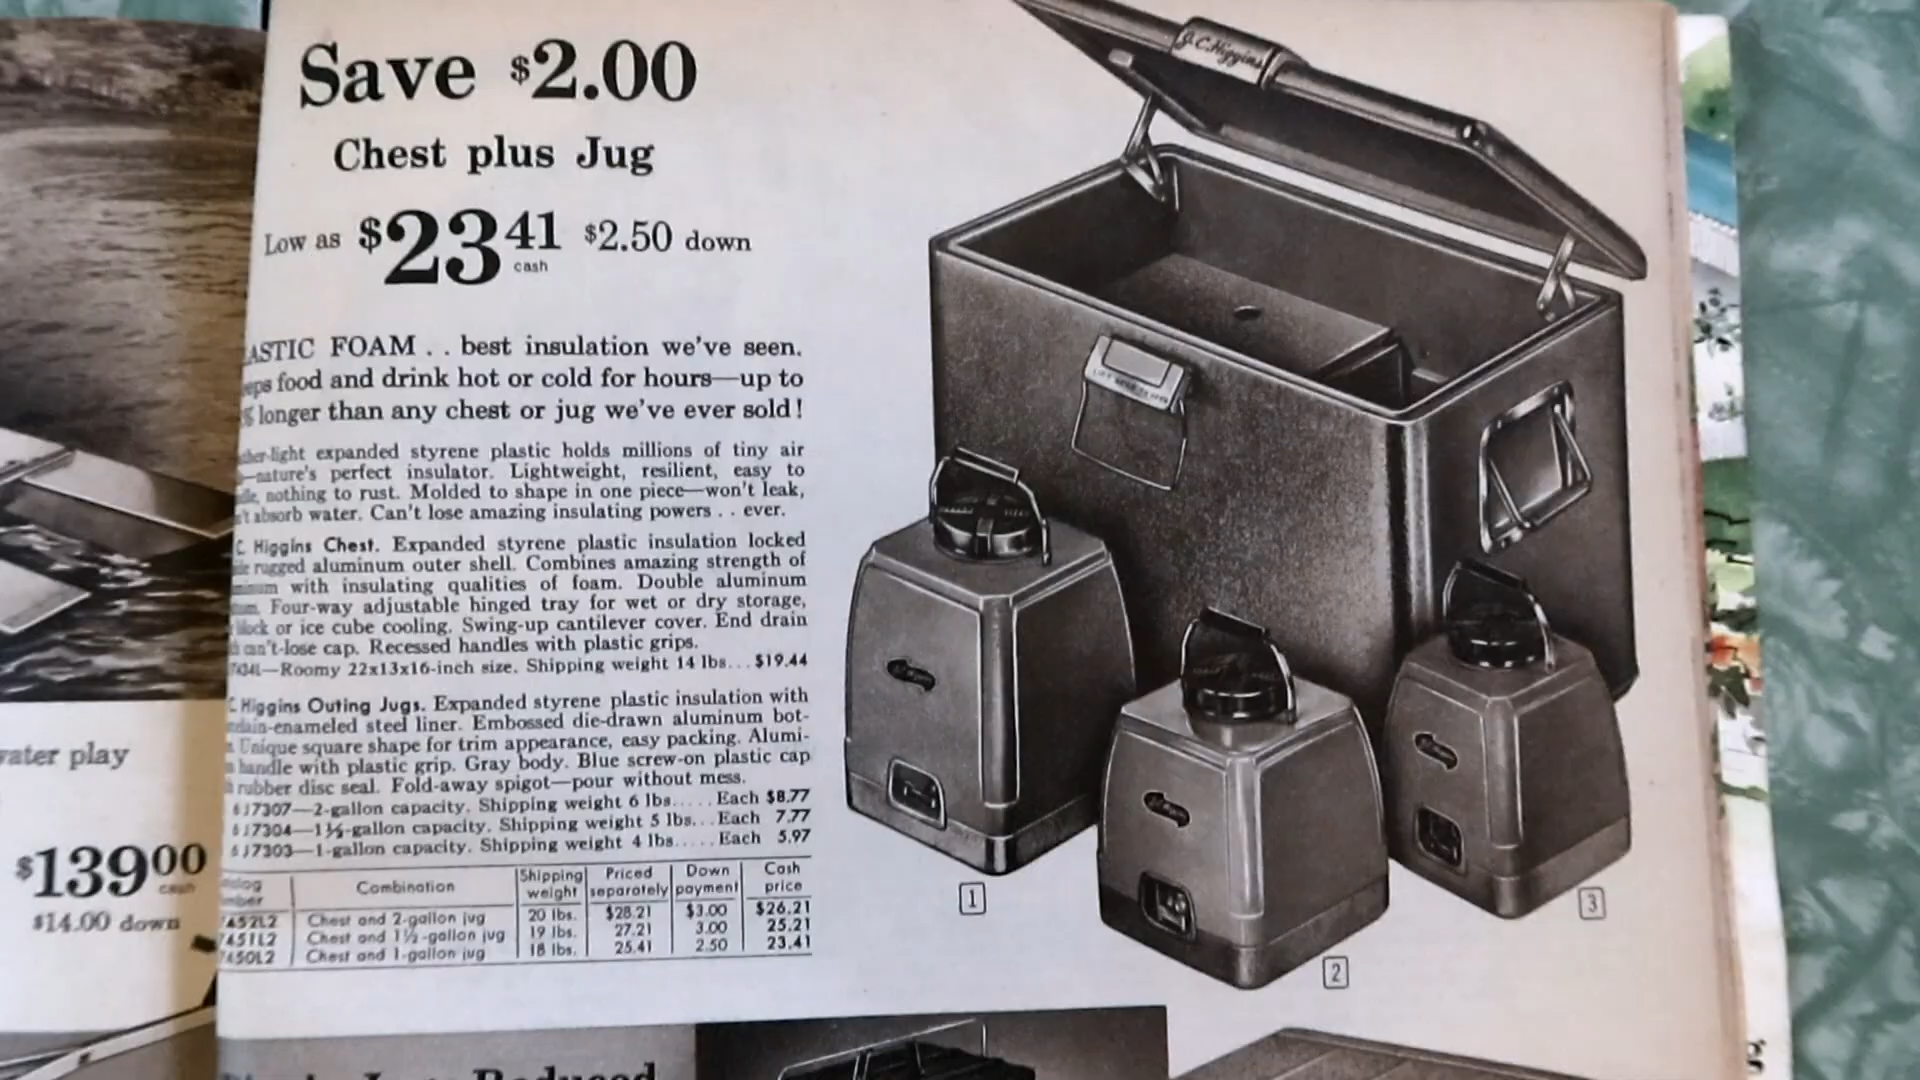 Save $2.00
Chest plus Jug
Low as $23 41 cash $2.50 down
ASTIC FOAM . . best insulation we've seen.
eps food and drink hot or cold for hours—up to
% longer than any chest or jug we've ever sold!
ther-light expanded styrene plastic holds millions of tiny air
—nature's perfect insulator. Lightweight, resilient, easy to
dle, nothing to rust. Molded to shape in one piece—won't leak,
n't absorb water. Can't lose amazing insulating powers . . ever.
C. Higgins Chest. Expanded styrene plastic insulation locked
rugged aluminum outer shell. Combines amazing strength of
minum with insulating qualities of foam. Double aluminum
Four-way adjustable hinged tray for wet or dry storage,
block or ice cube cooling. Swing-up cantilever cover. End drain
can't-lose cap. Recessed handles with plastic grips.
—Roomy 22x13x16-inch size. Shipping weight 14 lbs... $19.44
C. Higgins Outing Jugs. Expanded styrene plastic insulation with
elain-enameled steel liner. Embossed die-drawn aluminum bot-
Unique square shape for trim appearance, easy packing. Alumi-
handle with plastic grip. Gray body. Blue screw-on plastic cap
rubber disc seal. Fold-away spigot—pour without mess.
6 J7307—2-gallon capacity. Shipping weight 6 lbs..... Each $8.77
6 J7304—1½-gallon capacity. Shipping weight 5 lbs... Each 7.77
6 J7303—1-gallon capacity. Shipping weight 4 lbs..... Each 5.97
Combination Shipping weight Priced separately Down payment Cash price
7452L2 Chest and 2-gallon jug 20 lbs. $28.21 $3.00 $26.21
7451L2 Chest and 1½-gallon jug 19 lbs. 27.21 3.00 25.21
7450L2 Chest and 1-gallon jug 18 lbs. 25.41 2.50 23.41
J.C. Higgins
1
2
3
water play
$139 00 cash
$14.00 down
Reduced